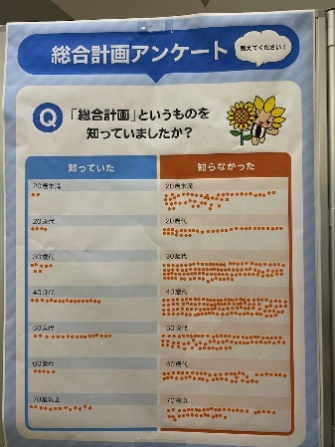 総合計画アンケート
教えてください！
Q 「総合計画」というものを
知っていましたか？
知っていた
知らなかった
20歳未満
20歳未満
20歳代
20歳代
30歳代
30歳代
40歳代
40歳代
50歳代
50歳代
60歳代
60歳代
70歳以上
70歳以上